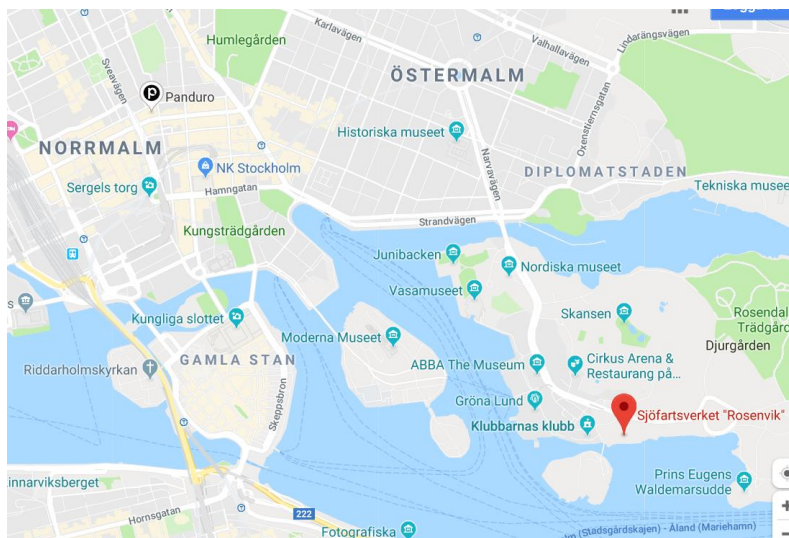 Karlavägen
Valhallavägen
Lindarängsvägen
Humlegården
Sveavägen
ÖSTERMALM
Panduro
Oxenstiernsgatan
Historiska museet
NORRMALM
Narvavägen
NK Stockholm
DIPLOMATSTADEN
Sergels torg
Hamngatan
Tekniska musee
Strandvägen
Kungsträdgården
Junibacken
Nordiska museet
Vasamuseet
Skansen
Rosendal
Trädgår
Kungliga slottet
Moderna Museet
Djurgården
GAMLA STAN
ABBA The Museum
Cirkus Arena &
Restaurang på...
Riddarholmskyrkan
Skeppsbron
Gröna Lund
Sjöfartsverket "Rosenvik"
Klubbarnas klubb
innarviksberget
Prins Eugens
Waldemarsudde
Hornsgatan
222
Fotografiska
m (Stadsgårdskajen) - Åland (Mariehamn)